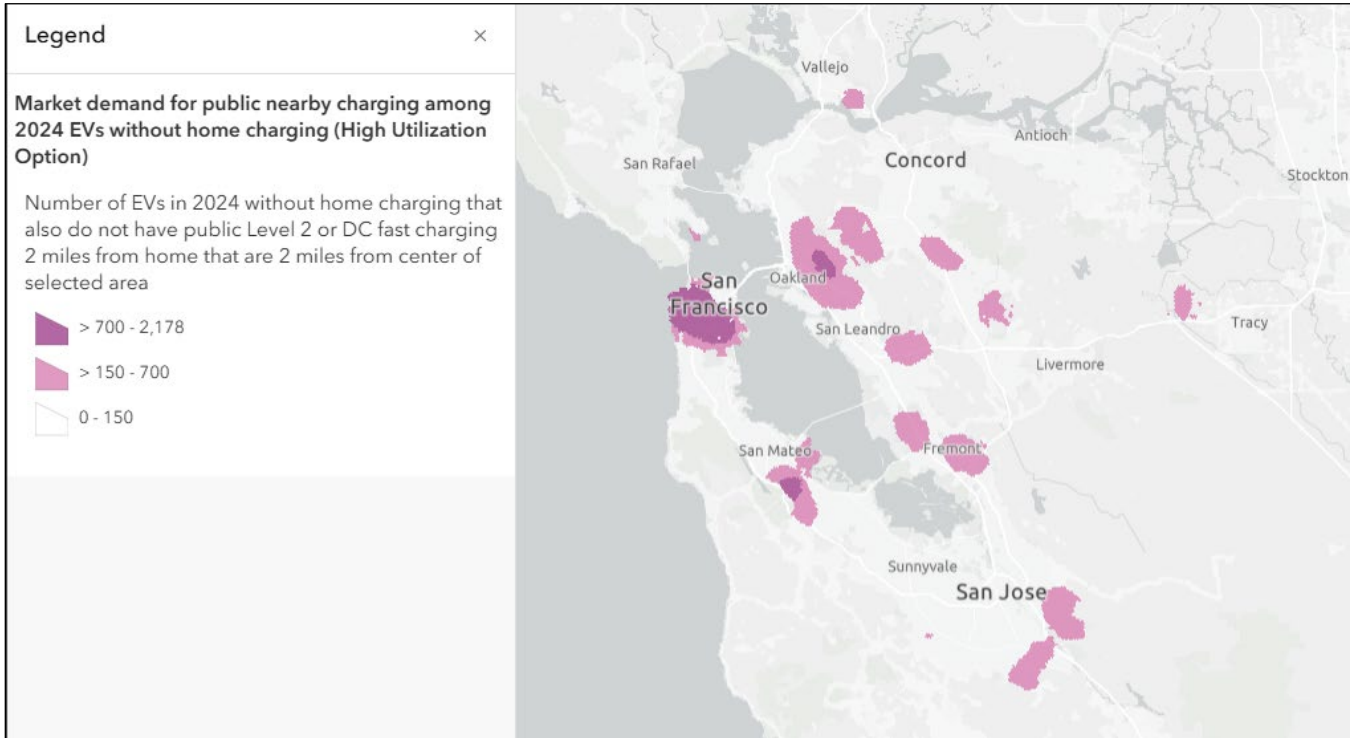 Legend
×
Market demand for public nearby charging among
2024 EVs without home charging (High Utilization
Option)
Number of EVs in 2024 without home charging that
also do not have public Level 2 or DC fast charging
2 miles from home that are 2 miles from center of
selected area
> 700 - 2,178
> 150 - 700
0 - 150
Vallejo
Antioch
Concord
San Rafael
Stockton
Oakland
San
Francisco
San Leandro
Tracy
Livermore
San Mateo
Fremont
Sunnyvale
San Jose